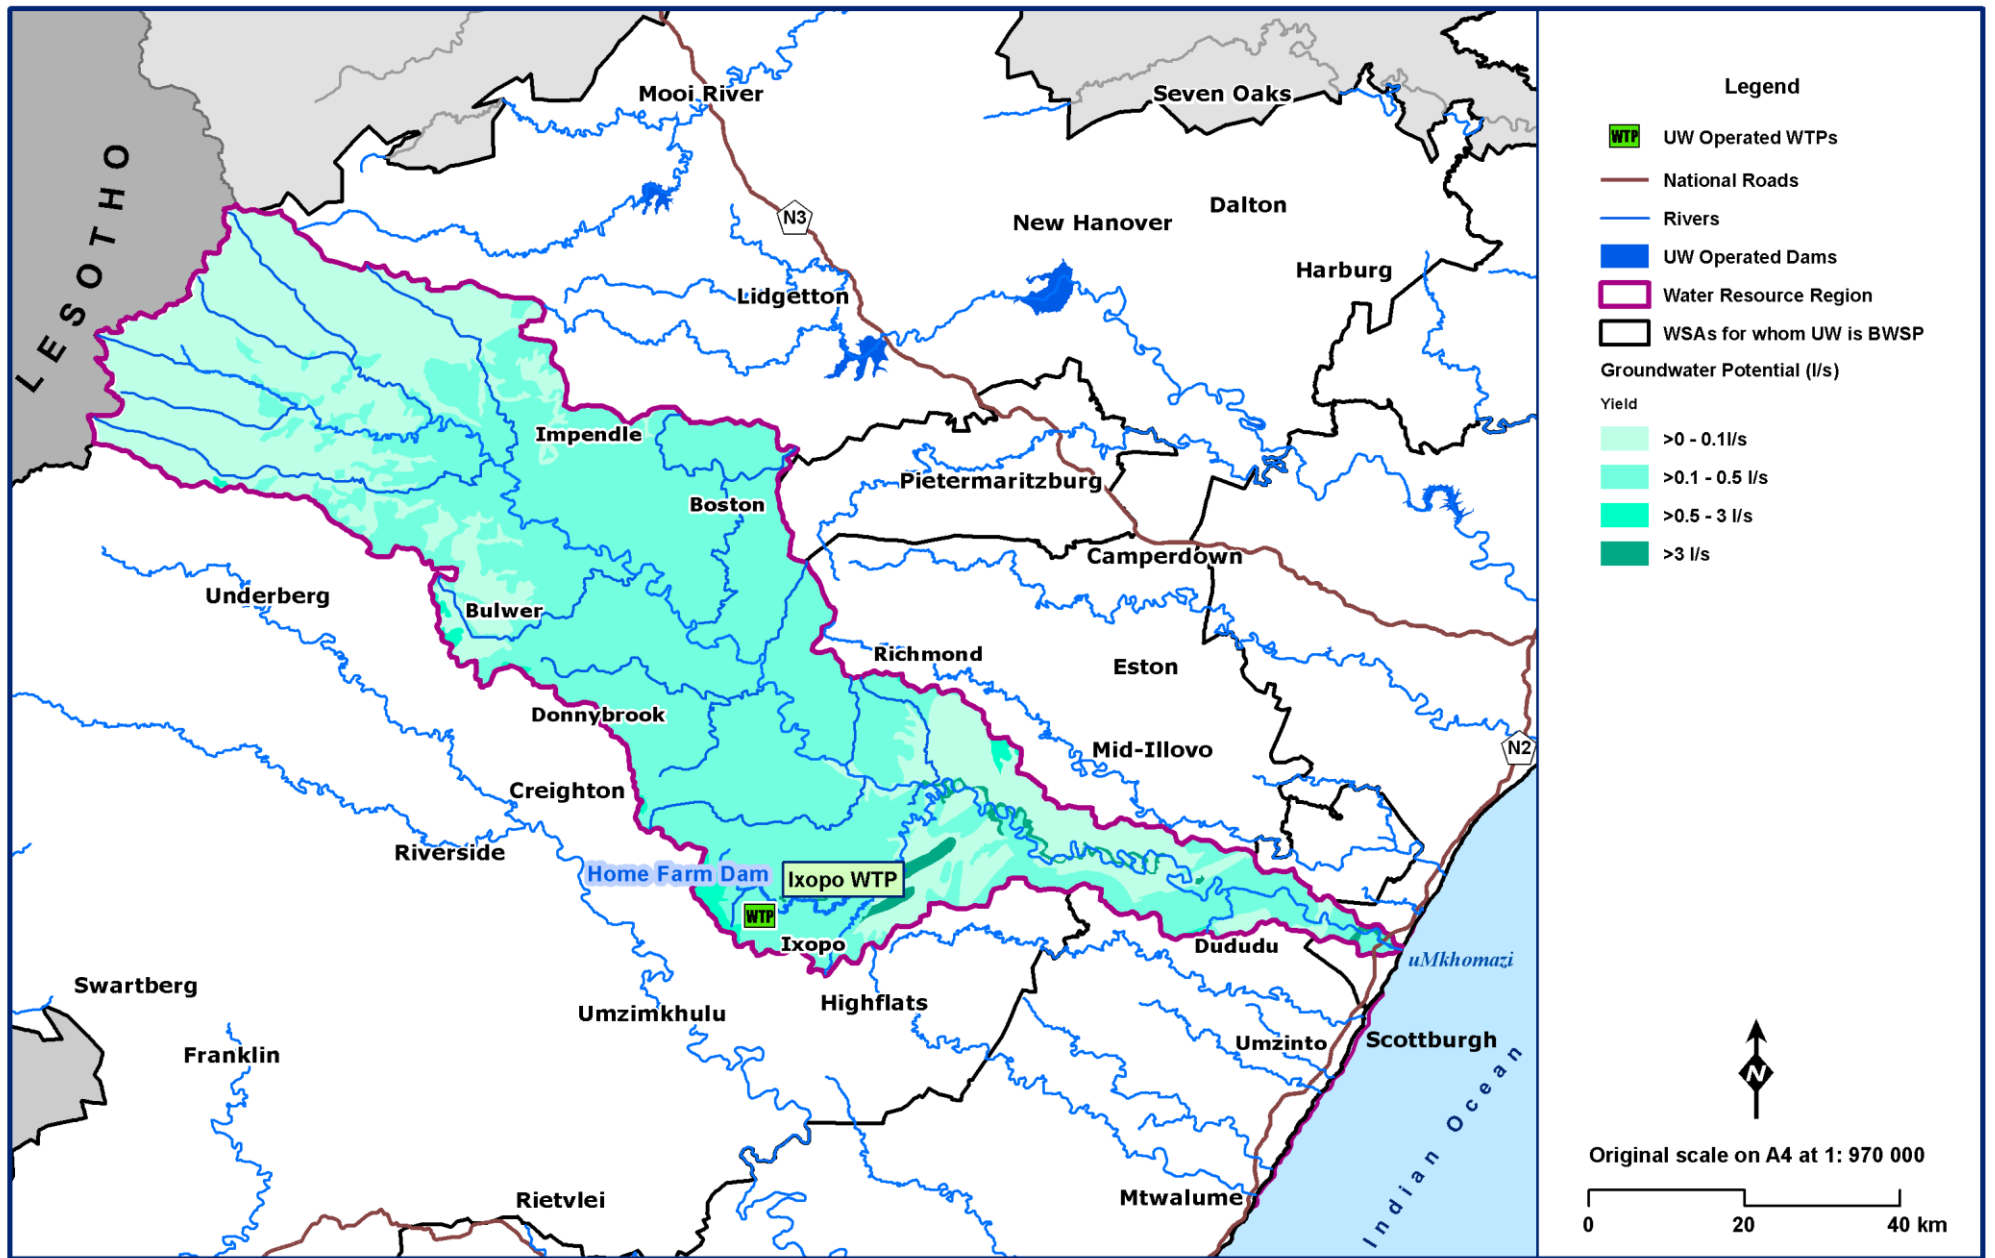 Mooi River
Seven Oaks
LESOTHO
N3
New Hanover
Dalton
Harburg
Lidgetton
Impendle
Boston
Pietermaritzburg
Camperdown
Underberg
Bulwer
Richmond
Eston
Donnybrook
Mid-Illovo
N2
Creighton
Riverside
Home Farm Dam
Ixopo WTP
WTP
Ixopo
Dududu
uMkhomazi
Swartberg
Highflats
Umzimkhulu
Franklin
Umzinto
Scottburgh
Indian Ocean
Rietvlei
Mtwalume
Legend
WTP UW Operated WTPs
National Roads
Rivers
UW Operated Dams
Water Resource Region
WSAs for whom UW is BWSP
Groundwater Potential (l/s)
Yield
>0 - 0.1l/s
>0.1 - 0.5 l/s
>0.5 - 3 l/s
>3 l/s
N
Original scale on A4 at 1: 970 000
0 20 40 km